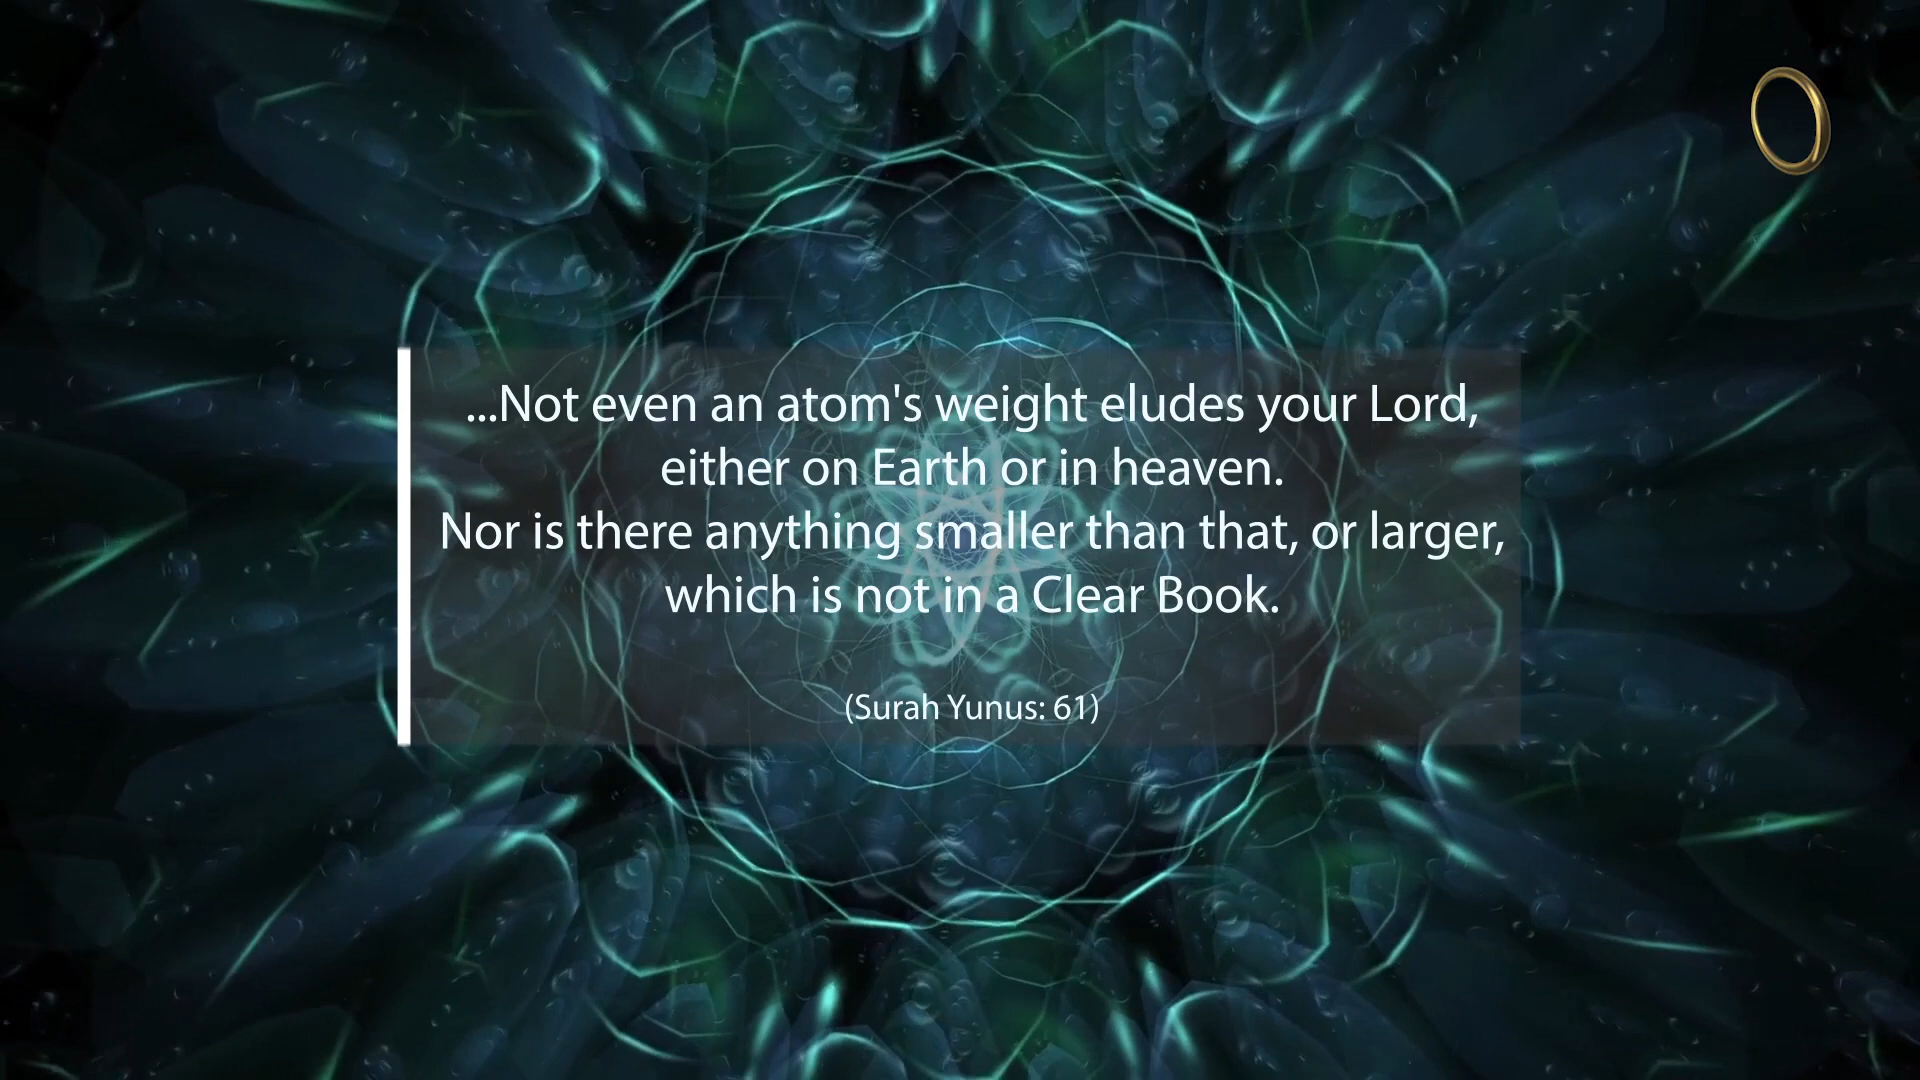 ...Not even an atom's weight eludes your Lord,
either on Earth or in heaven.
Nor is there anything smaller than that, or larger,
which is not in a Clear Book.
(Surah Yunus: 61)